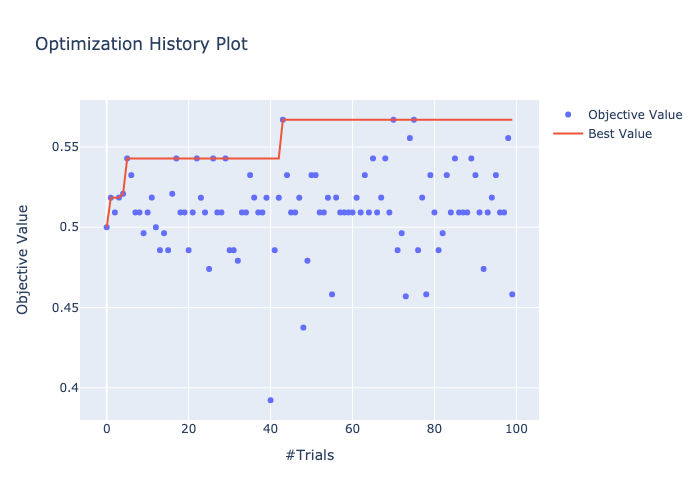 Optimization History Plot
Objective Value
Best Value
0.55
0.5
0.45
0.4
Objective Value
0
20
40
60
80
100
#Trials